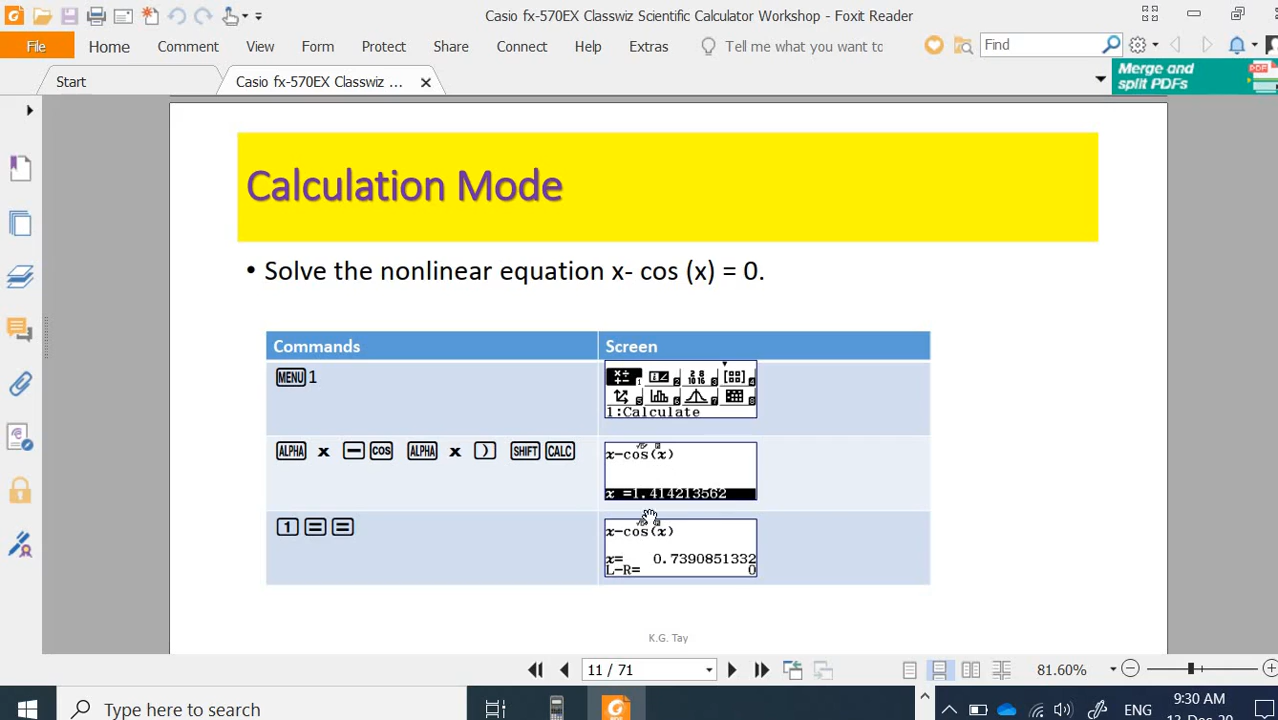 Casio fx-570EX Classwiz Scientific Calculator Workshop - Foxit Reader
File Home Comment View Form Protect Share Connect Help Extras Tell me what you want to Find
Start Casio fx-570EX Classwiz ... Merge and
split PDFs
PDF
Calculation Mode
• Solve the nonlinear equation x- cos (x) = 0.
Commands Screen
MENU 1
1:Calculate
ALPHA x − cos ALPHA x ) SHIFT CALC
x-cos(x)
x =1.414213562
1 = =
x-cos(x)
x= 0.7390851332
L-R= 0
K.G. Tay
11 / 71 81.60%
Type here to search ENG 9:30 AM